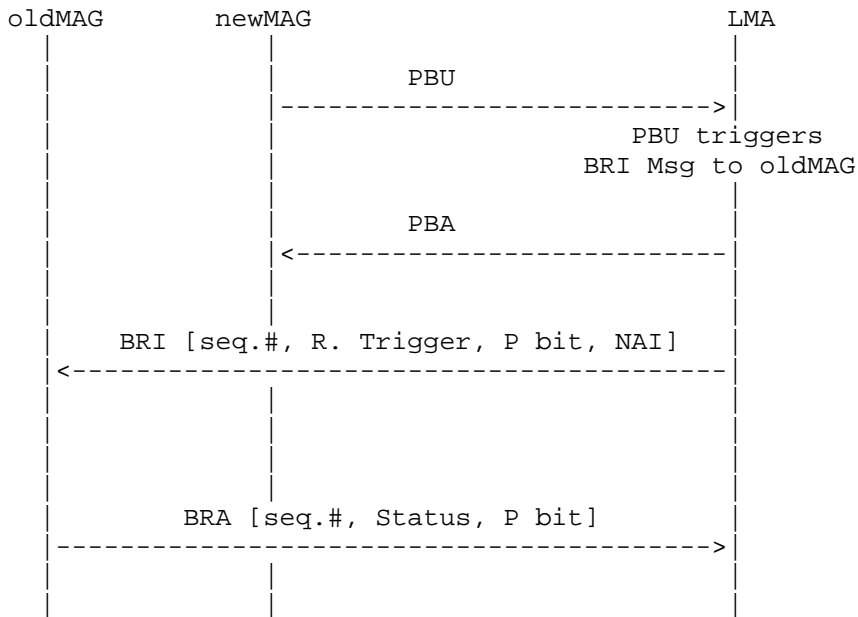 oldMAG newMAG LMA
PBU
PBU triggers
BRI Msg to oldMAG
PBA
BRI [seq.#, R. Trigger, P bit, NAI]
BRA [seq.#, Status, P bit]